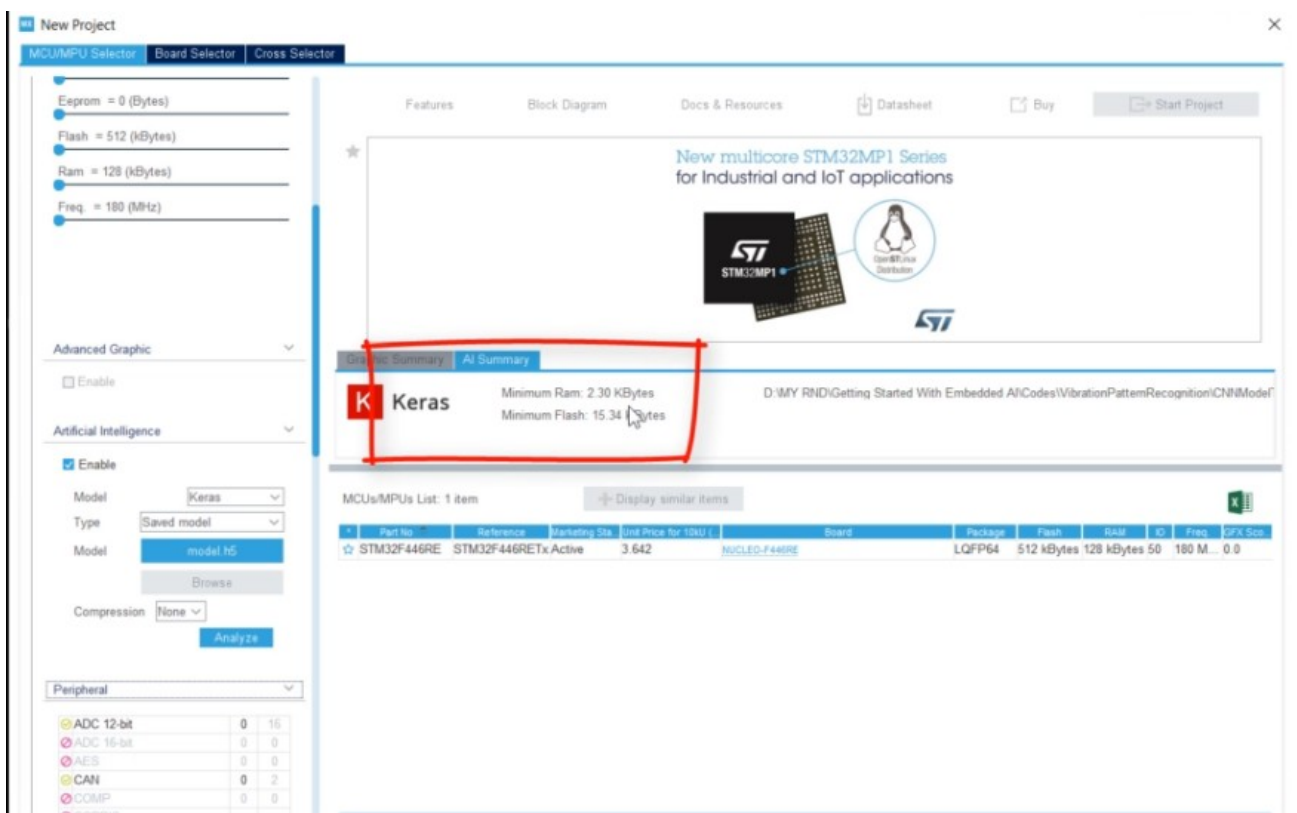 New Project
MCU/MPU Selector Board Selector Cross Selector
Eeprom = 0 (Bytes)
Flash = 512 (kBytes)
Ram = 128 (kBytes)
Freq. = 180 (MHz)
Advanced Graphic
Enable
Artificial Intelligence
Enable
Model Keras
Type Saved model
Model model.h5
Browse
Compression None
Analyze
Peripheral
ADC 12-bit 0 16
ADC 16-bit 0 0
AES 0 0
CAN 0 2
COMP 0 0
Features Block Diagram Docs & Resources Datasheet Buy Start Project
New multicore STM32MP1 Series
for Industrial and IoT applications
STM32MP1
OpenSTLinux
Distribution
Graphic Summary AI Summary
K Keras
Minimum Ram: 2.30 KBytes
Minimum Flash: 15.34 KBytes
D:\MY RND\Getting Started With Embedded AI\Codes\VibrationPatternRecognition\CNNModel
MCUs/MPUs List: 1 item Display similar items
* Part No Reference Marketing Sta... Unit Price for 10kU (... Board Package Flash RAM IO Freq. GFX Sco...
STM32F446RE STM32F446RETx Active 3.642 NUCLEO-F446RE LQFP64 512 kBytes 128 kBytes 50 180 M... 0.0